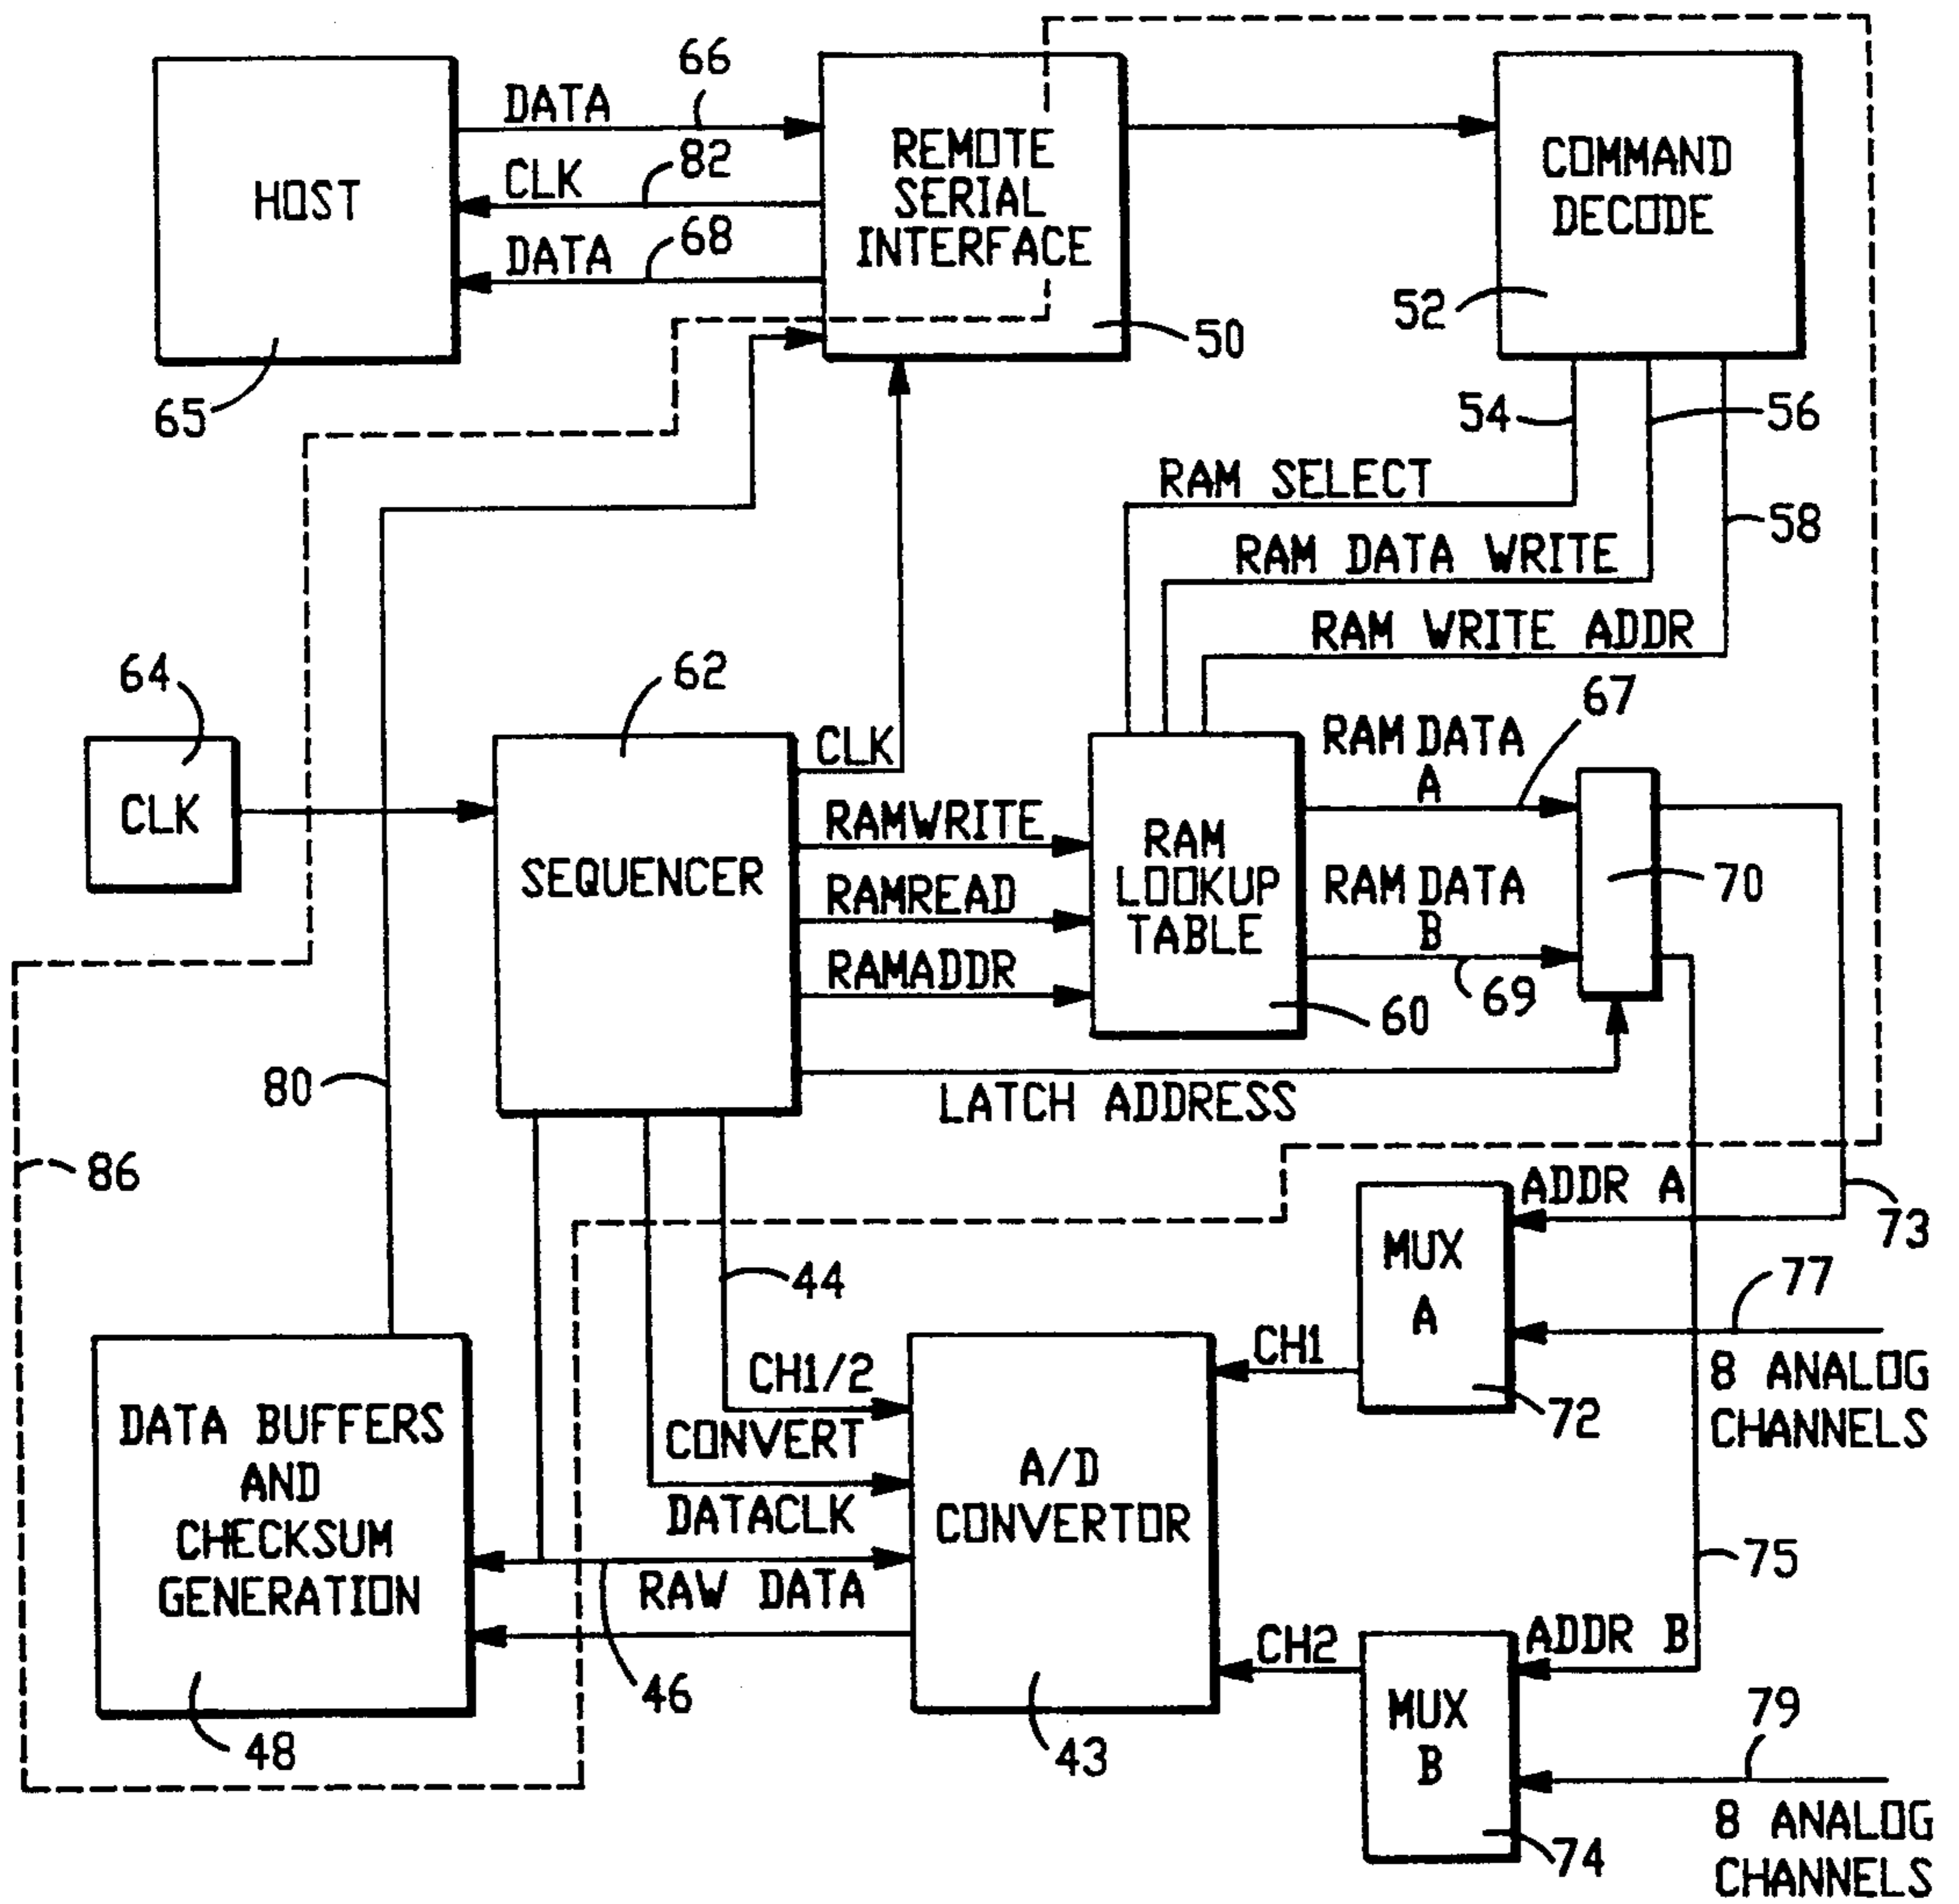 66
DATA
82
CLK
68
DATA
HOST
65
REMOTE
SERIAL
INTERFACE
50
COMMAND
DECODE
52
54
56
58
RAM SELECT
RAM DATA WRITE
RAM WRITE ADDR
64
CLK
62
SEQUENCER
CLK
RAMWRITE
RAMREAD
RAMADDR
LATCH ADDRESS
RAM
LOOKUP
TABLE
60
RAM DATA
A
67
RAM DATA
B
69
70
80
86
44
ADDR A
73
MUX
A
72
77
8 ANALOG
CHANNELS
CH1
CH1/2
CONVERT
DATACLK
RAW DATA
46
A/D
CONVERTOR
43
DATA BUFFERS
AND
CHECKSUM
GENERATION
48
75
CH2
ADDR B
MUX
B
74
79
8 ANALOG
CHANNELS